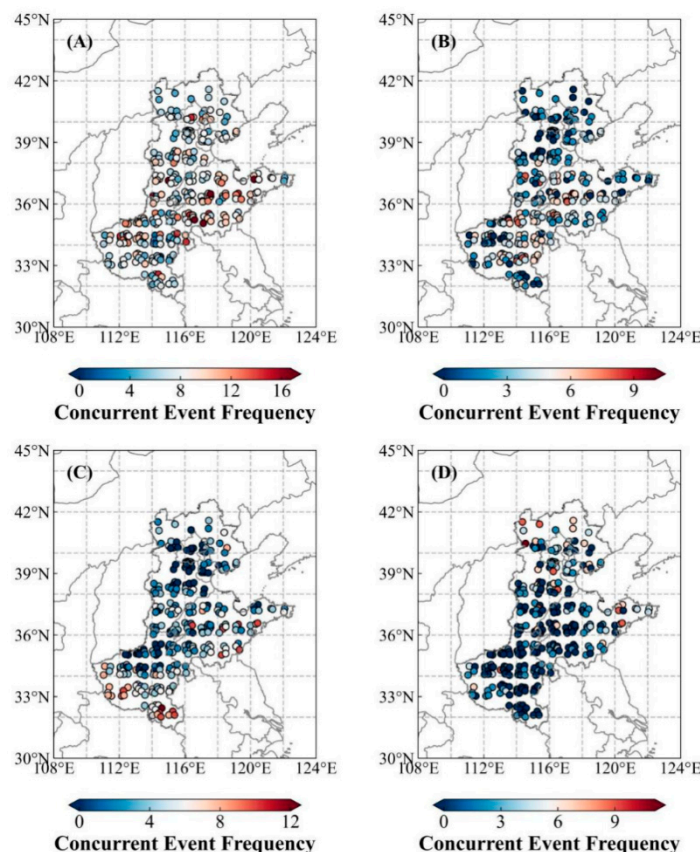 45°N
45°N
(A)
(B)
42°N
42°N
39°N
39°N
36°N
36°N
33°N
33°N
30°N
30°N
108°E 112°E 116°E 120°E 124°E
108°E 112°E 116°E 120°E 124°E
0 4 8 12 16
0 3 6 9
Concurrent Event Frequency
Concurrent Event Frequency
45°N
45°N
(C)
(D)
42°N
42°N
39°N
39°N
36°N
36°N
33°N
33°N
30°N
30°N
108°E 112°E 116°E 120°E 124°E
108°E 112°E 116°E 120°E 124°E
0 4 8 12
0 3 6 9
Concurrent Event Frequency
Concurrent Event Frequency